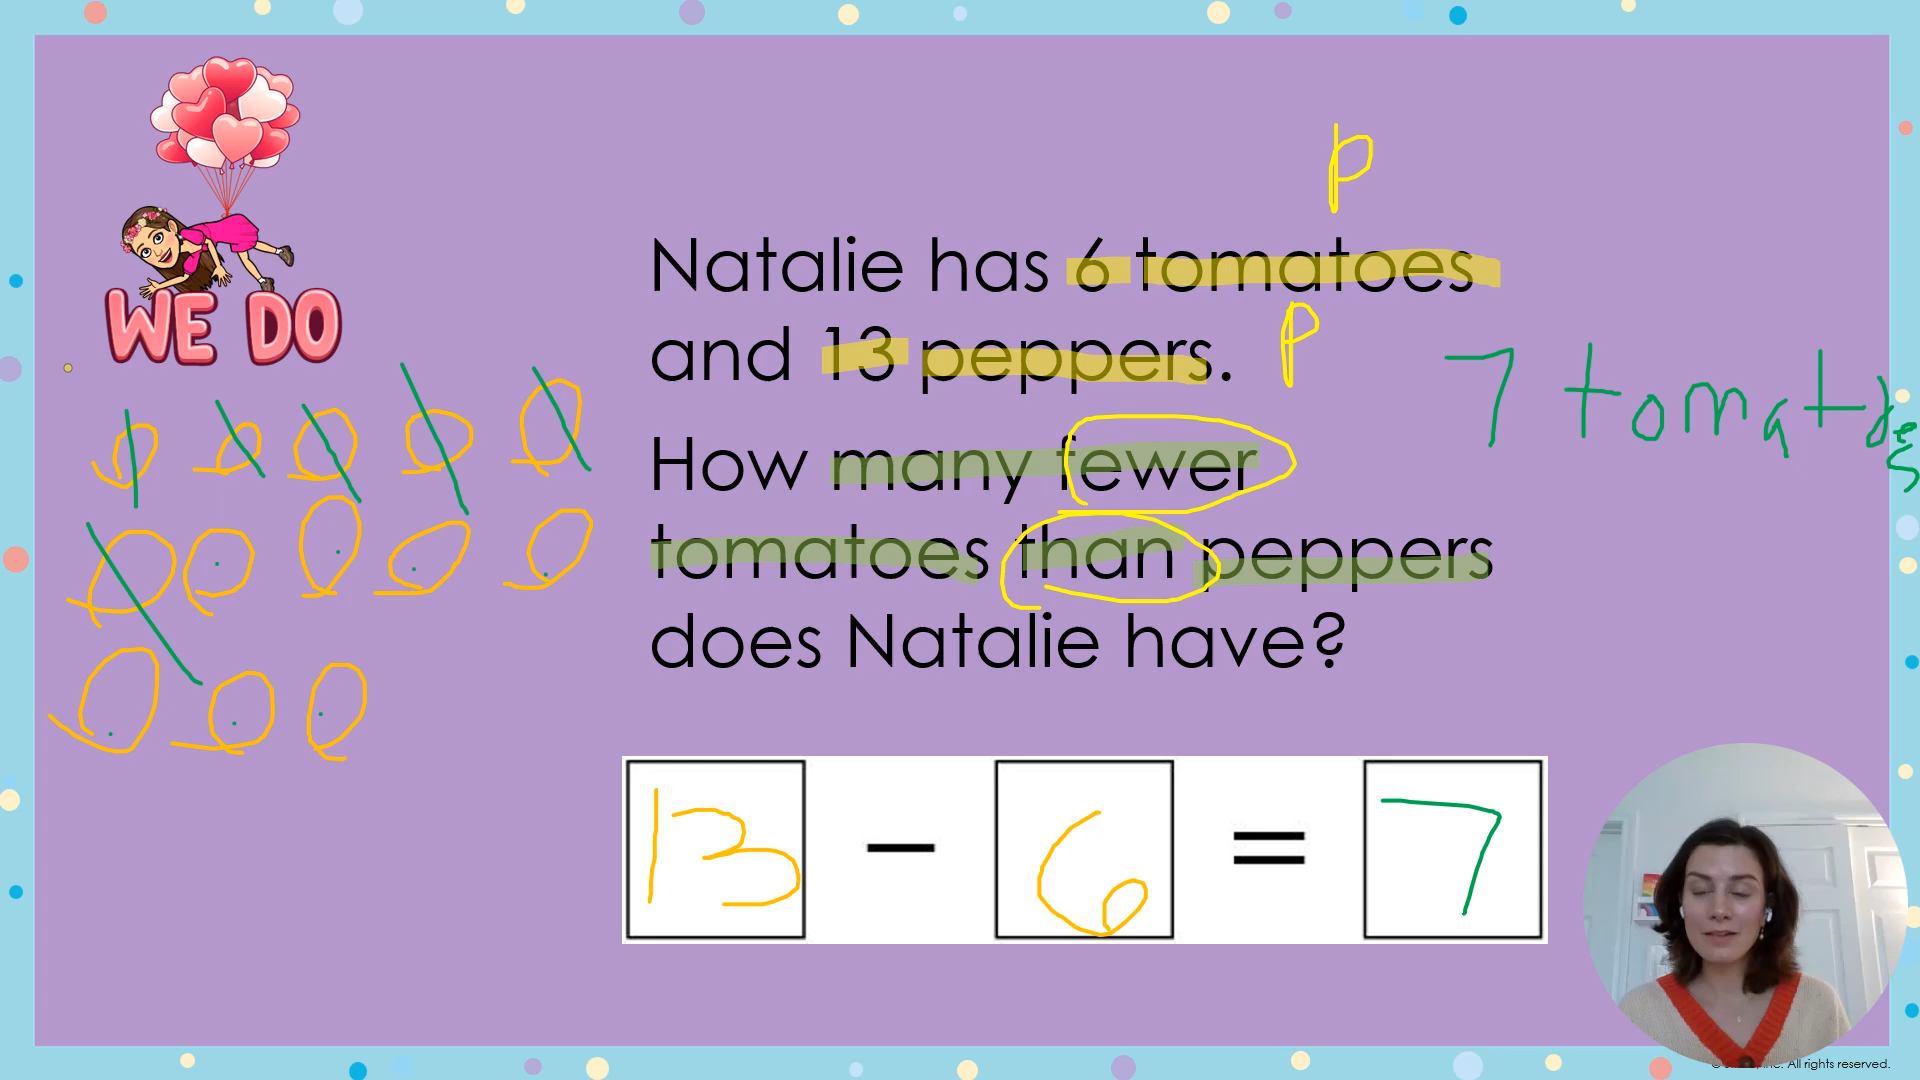 WE DO
p
Natalie has 6 tomatoes
and 13 peppers. p
7 tomatoes
How many fewer
tomatoes than peppers
does Natalie have?
13 - 6 = 7
All rights reserved.